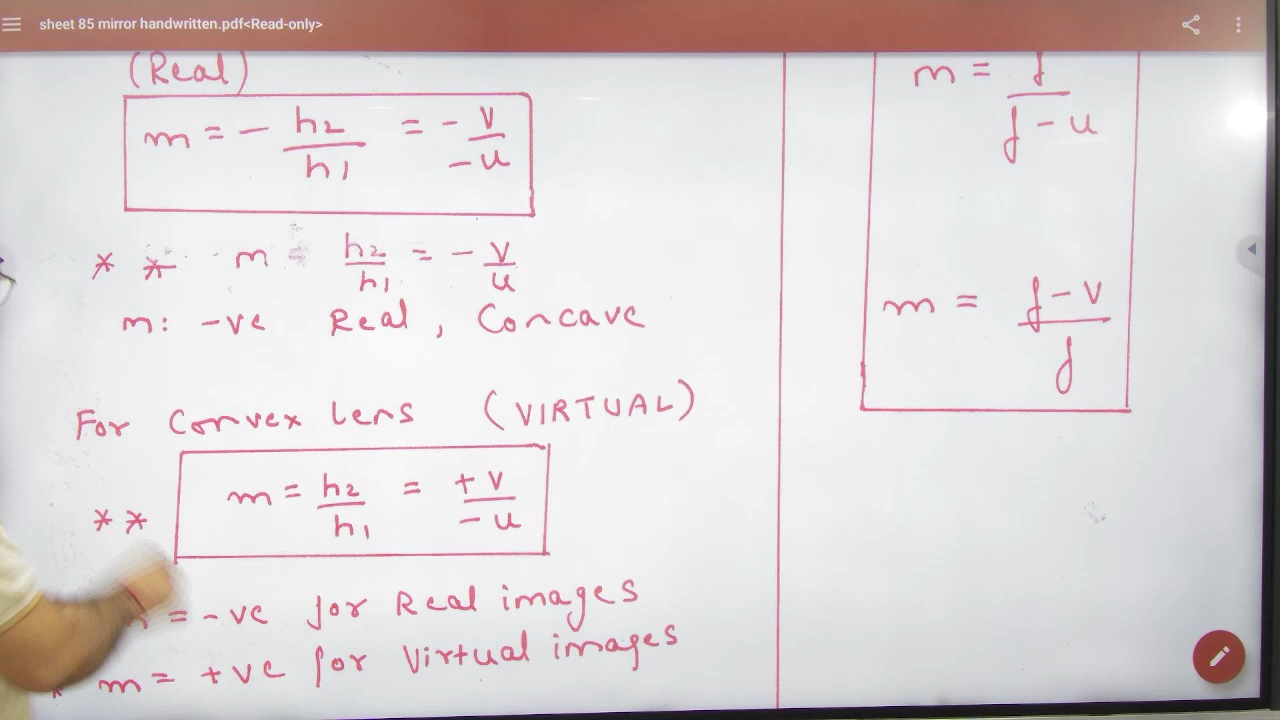 sheet 85 mirror handwritten.pdf<Read-only>
(Real)
m = - h2/h1 = - v/-u
* * m = h2/h1 = - v/u
m: -ve Real, Concave
For Convex lens (VIRTUAL)
** m = h2/h1 = +v/-u
= -ve for Real images
* m = +ve for Virtual images
m = f/f-u
m = f-v/f